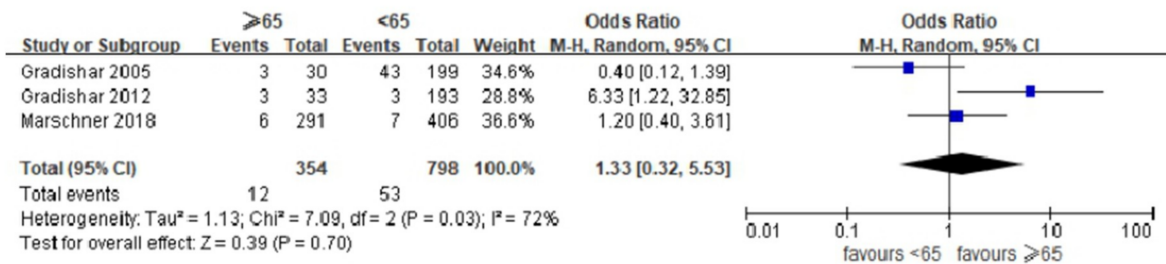 ⩾65 <65 Odds Ratio Odds Ratio
Study or Subgroup Events Total Events Total Weight M-H, Random, 95% CI M-H, Random, 95% CI
Gradishar 2005 3 30 43 199 34.6% 0.40 [0.12, 1.39]
Gradishar 2012 3 33 3 193 28.8% 6.33 [1.22, 32.85]
Marschner 2018 6 291 7 406 36.6% 1.20 [0.40, 3.61]
Total (95% CI) 354 798 100.0% 1.33 [0.32, 5.53]
Total events 12 53
Heterogeneity: Tau² = 1.13; Chi² = 7.09, df = 2 (P = 0.03); I² = 72%
Test for overall effect: Z = 0.39 (P = 0.70)
0.01 0.1 1 10 100
favours <65 favours ⩾65